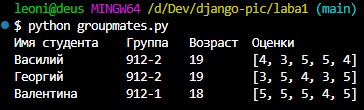 leoni@deus MINGW64 /d/Dev/django-pic/laba1 (main)
$ python groupmates.py
Имя студента Группа Возраст Оценки
Василий 912-2 19 [4, 3, 5, 5, 4]
Георгий 912-2 19 [3, 5, 4, 3, 5]
Валентина 912-1 18 [5, 5, 5, 4, 5]